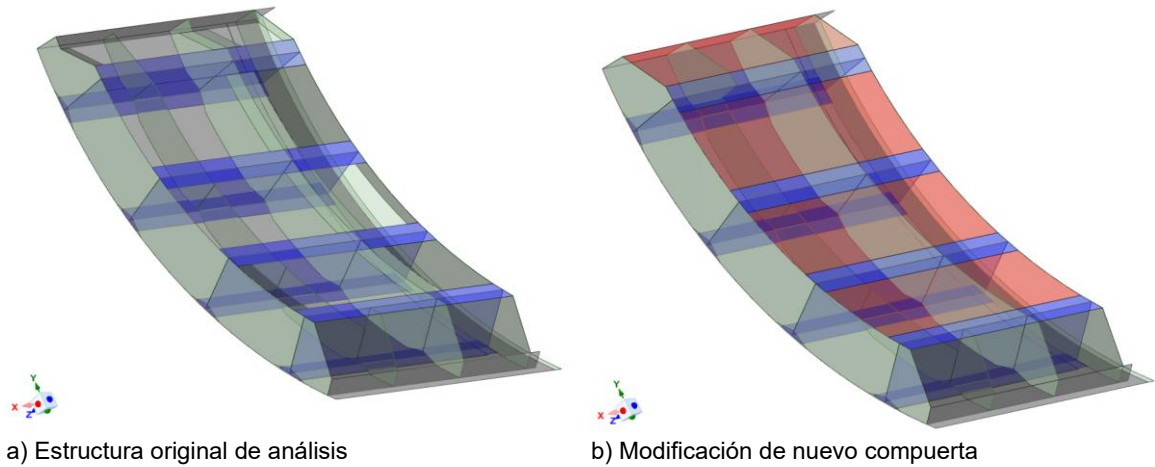 Y
X
Z
Y
X
Z
a) Estructura original de análisis
b) Modificación de nuevo compuerta